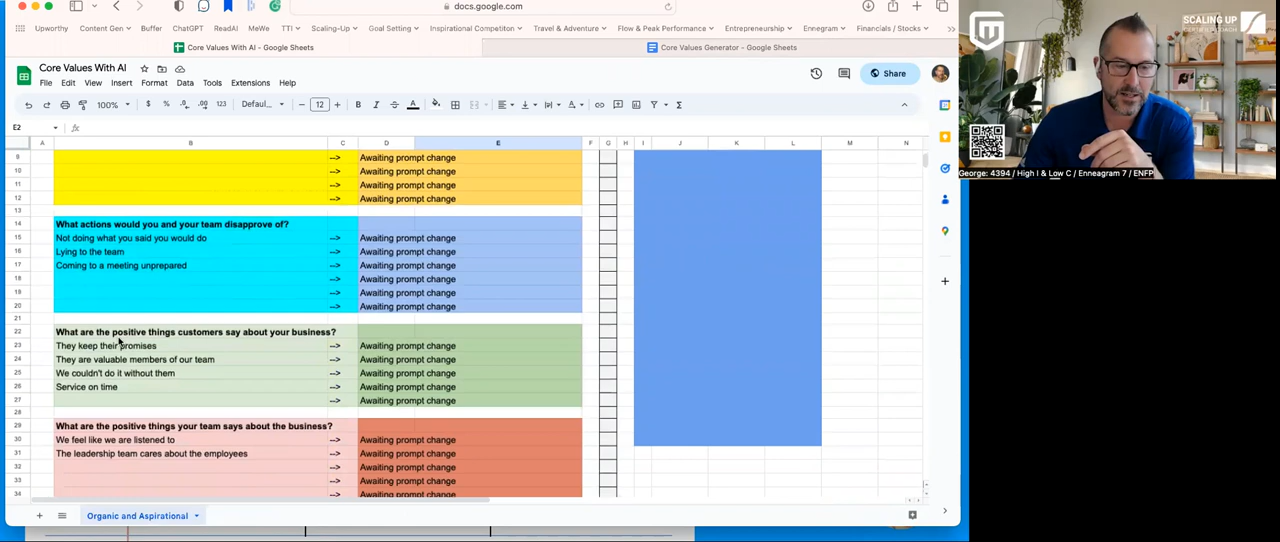 docs.google.com
Upworthy Content Gen Buffer ChatGPT ReadAI MeWe TTI Scaling-Up Goal Setting Inspirational Competiton Travel & Adventure Flow & Peak Performance Entrepreneurship Enneagram Financials / Stocks
Core Values With AI - Google Sheets Core Values Generator - Google Sheets
Core Values With AI
File Edit View Insert Format Data Tools Extensions Help
Share
100% $ % .0 .00 123 Defaul... 12 B I A
E2 fx
A B C D E F G H I J K L M N
8 --> Awaiting prompt change
10 --> Awaiting prompt change
11 --> Awaiting prompt change
12 --> Awaiting prompt change
13
14 What actions would you and your team disapprove of?
15 Not doing what you said you would do --> Awaiting prompt change
16 Lying to the team --> Awaiting prompt change
17 Coming to a meeting unprepared --> Awaiting prompt change
18 --> Awaiting prompt change
19 --> Awaiting prompt change
20 --> Awaiting prompt change
21
22 What are the positive things customers say about your business?
23 They keep their promises --> Awaiting prompt change
24 They are valuable members of our team --> Awaiting prompt change
25 We couldn't do it without them --> Awaiting prompt change
26 Service on time --> Awaiting prompt change
27 --> Awaiting prompt change
28
29 What are the positive things your team says about the business?
30 We feel like we are listened to --> Awaiting prompt change
31 The leadership team cares about the employees --> Awaiting prompt change
32 --> Awaiting prompt change
33 --> Awaiting prompt change
34 --> Awaiting prompt change
Organic and Aspirational
SCALING UP
CERTIFIED COACH
George: 4394 / High I & Low C / Enneagram 7 / ENFP